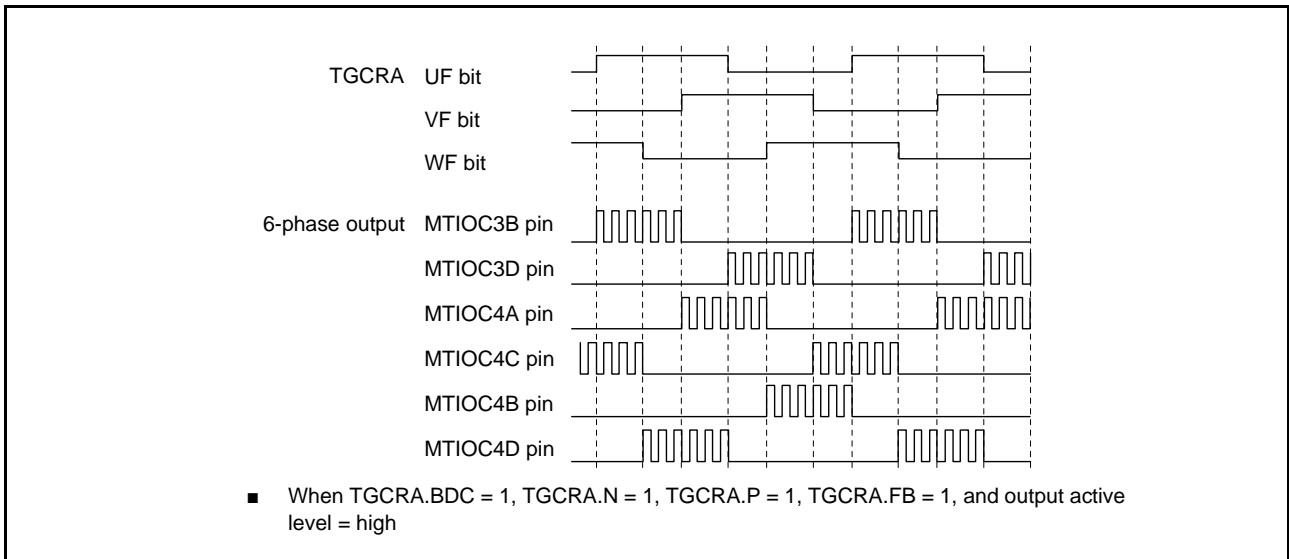 TGCRA UF bit
VF bit
WF bit
6-phase output MTIOC3B pin
MTIOC3D pin
MTIOC4A pin
MTIOC4C pin
MTIOC4B pin
MTIOC4D pin
■ When TGCRA.BDC = 1, TGCRA.N = 1, TGCRA.P = 1, TGCRA.FB = 1, and output active
level = high